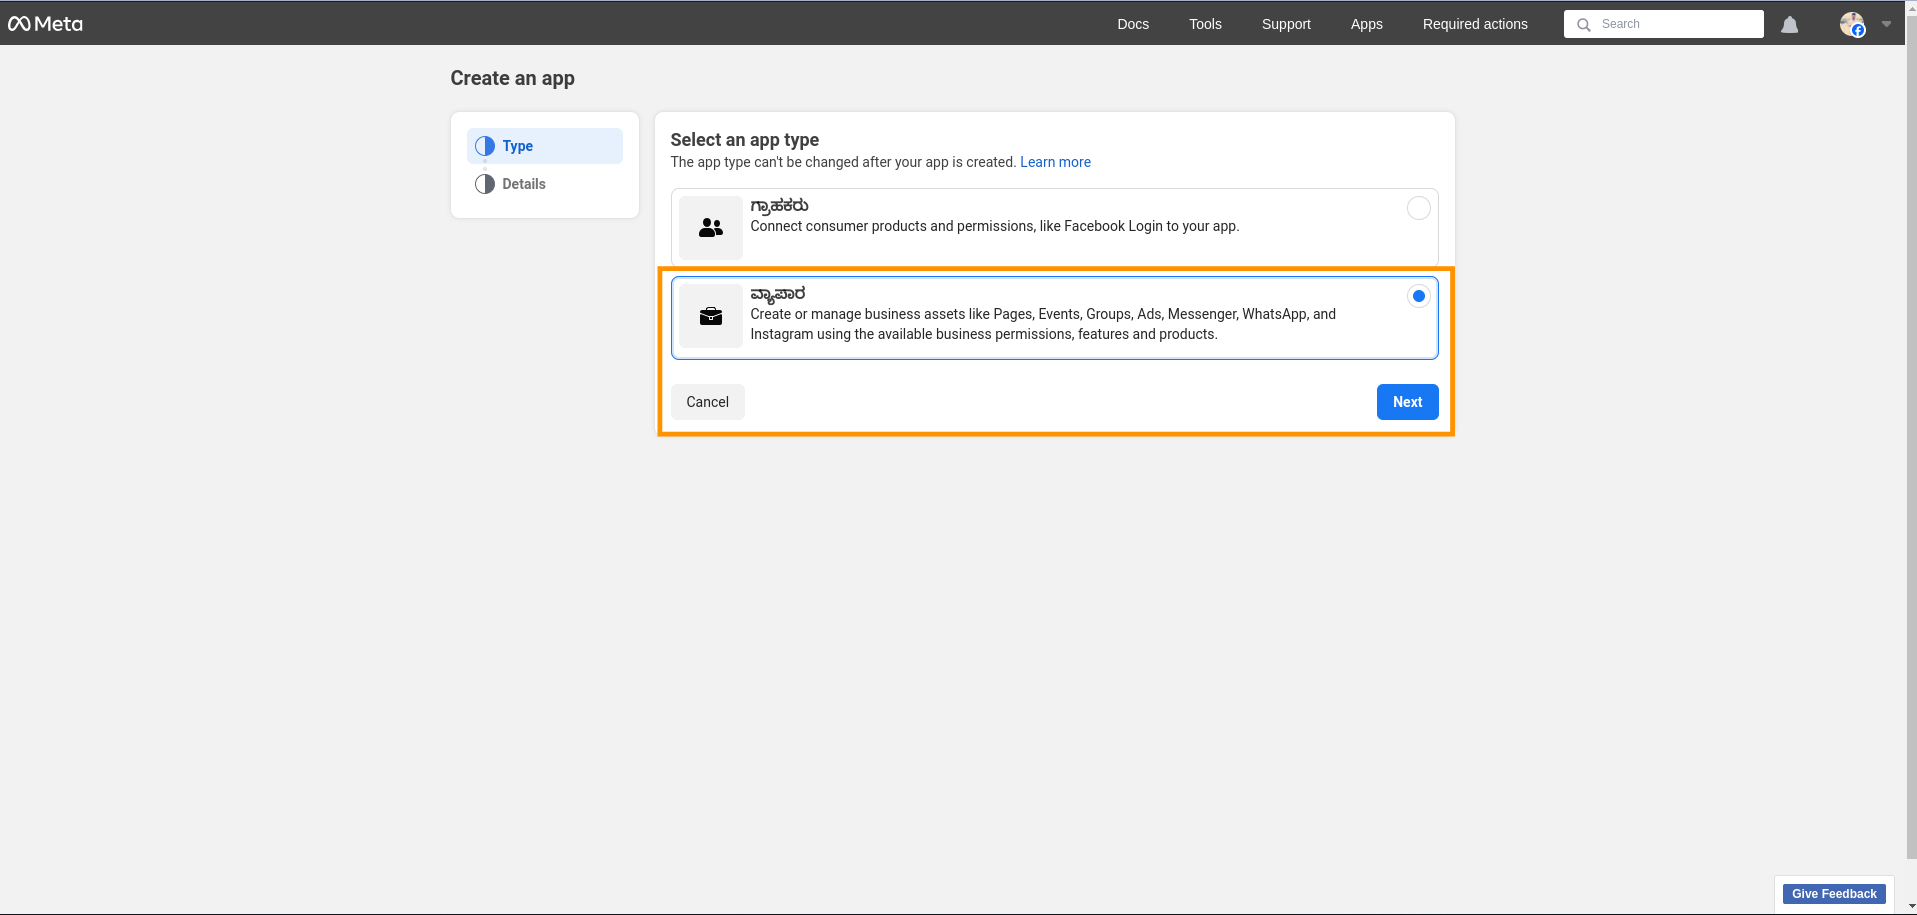 Meta
Docs Tools Support Apps Required actions Search
Create an app
Type
Details
Select an app type
The app type can't be changed after your app is created. Learn more
ಗ್ರಾಹಕರು
Connect consumer products and permissions, like Facebook Login to your app.
ವ್ಯಾಪಾರ
Create or manage business assets like Pages, Events, Groups, Ads, Messenger, WhatsApp, and
Instagram using the available business permissions, features and products.
Cancel Next
Give Feedback